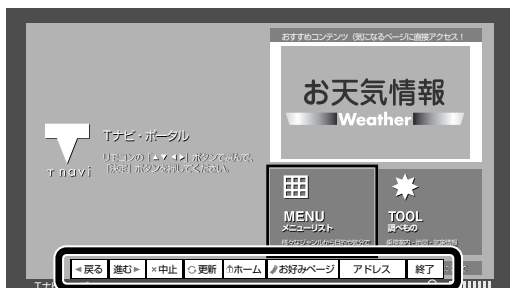 おすすめコンテンツ（気になるページに直接アクセス！
お天気情報
Weather
Tナビ・ポータル
リモコンの[▲▼◀▶]ボタンで選んで、
[決定]ボタンを押してください。
T navi
MENU
メニューリスト
TOOL
調べもの
◀戻る 進む▶ ×中止 更新 ホーム お好みページ アドレス 終了